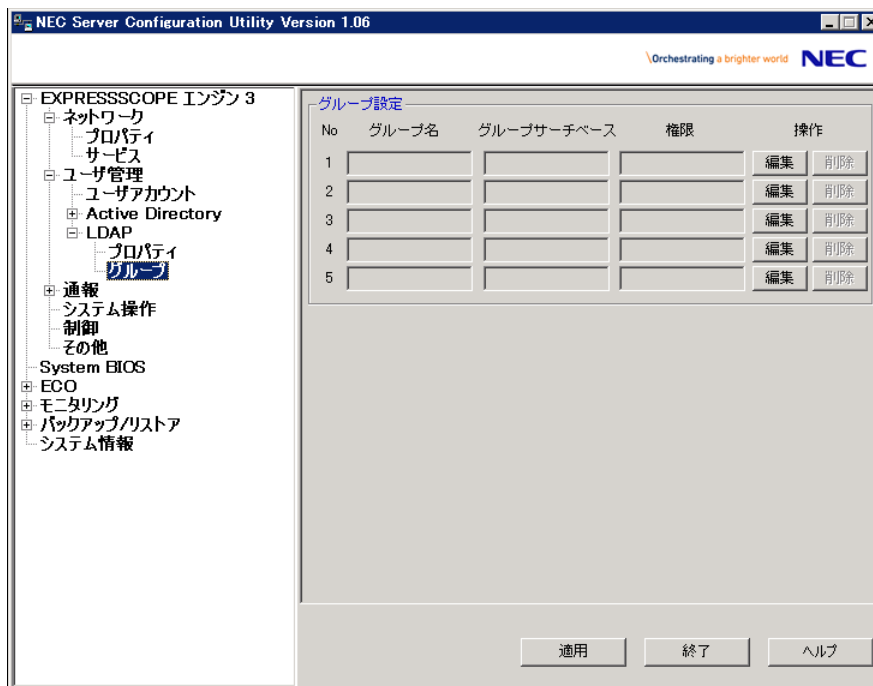 NEC Server Configuration Utility Version 1.06
\Orchestrating a brighter world NEC
EXPRESSSCOPE エンジン 3
ネットワーク
プロパティ
サービス
ユーザ管理
ユーザアカウント
Active Directory
LDAP
プロパティ
グループ
通報
システム操作
制御
その他
System BIOS
ECO
モニタリング
バックアップ/リストア
システム情報
グループ設定
No グループ名 グループサーチベース 権限 操作
1 編集 削除
2 編集 削除
3 編集 削除
4 編集 削除
5 編集 削除
適用 終了 ヘルプ